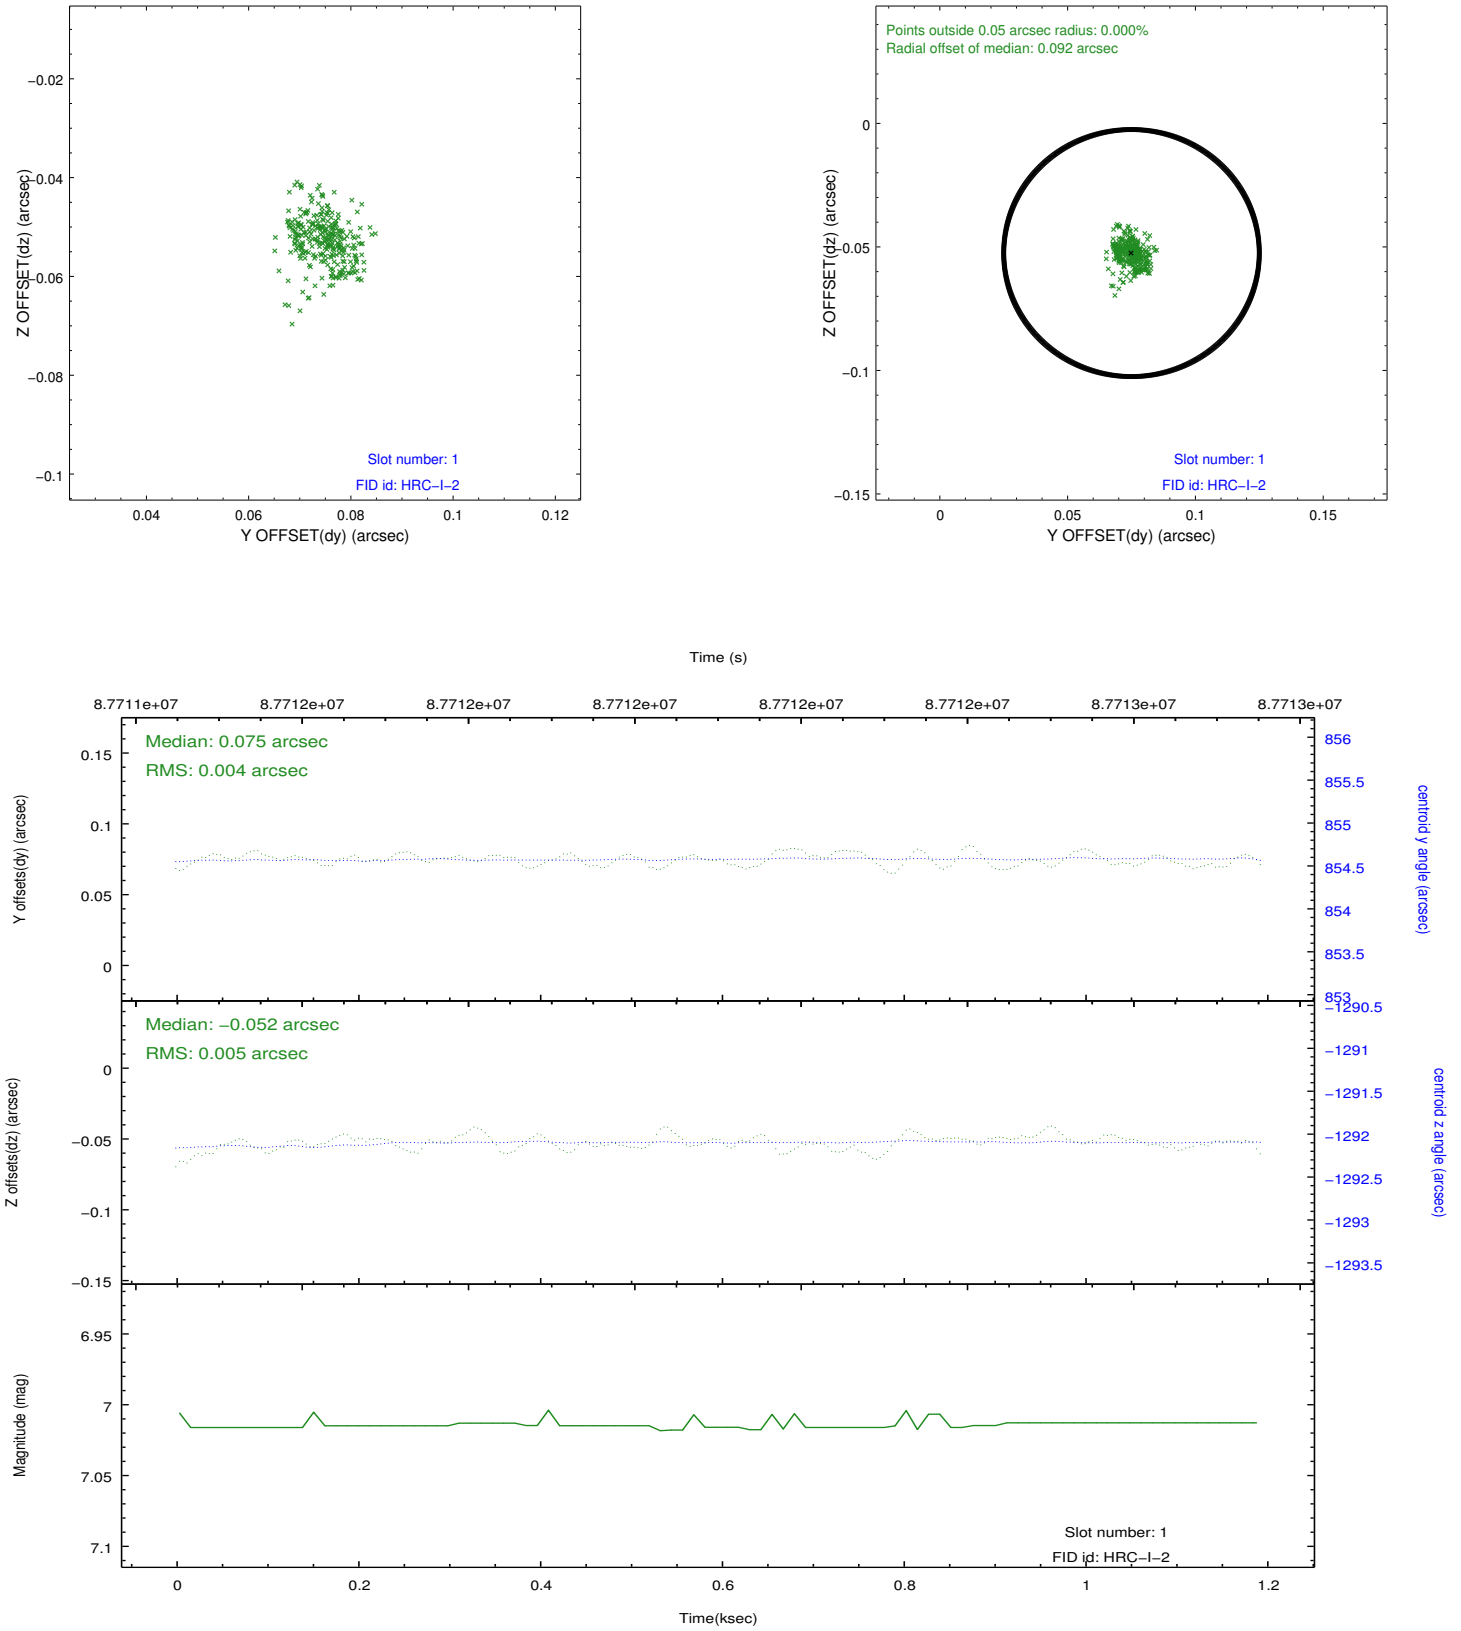 −0.02
−0.04
−0.06
−0.08
−0.1
Z OFFSET(dz) (arcsec)
Slot number: 1
FID id: HRC−I−2
0.04 0.06 0.08 0.1 0.12
Y OFFSET(dy) (arcsec)
Points outside 0.05 arcsec radius: 0.000%
Radial offset of median: 0.092 arcsec
0
−0.05
−0.1
−0.15
Z OFFSET(dz) (arcsec)
Slot number: 1
FID id: HRC−I−2
0 0.05 0.1 0.15
Y OFFSET(dy) (arcsec)
Time (s)
8.7711e+07 8.7712e+07 8.7712e+07 8.7712e+07 8.7712e+07 8.7712e+07 8.7713e+07 8.7713e+07
Median: 0.075 arcsec
RMS: 0.004 arcsec
0.15
0.1
0.05
0
Y offsets(dy) (arcsec)
856
855.5
855
854.5
854
853.5
853
centroid y angle (arcsec)
Median: −0.052 arcsec
RMS: 0.005 arcsec
0
−0.05
−0.1
−0.15
Z offsets(dz) (arcsec)
−1290.5
−1291
−1291.5
−1292
−1292.5
−1293
−1293.5
centroid z angle (arcsec)
6.95
7
7.05
7.1
Magnitude (mag)
Slot number: 1
FID id: HRC−I−2
0 0.2 0.4 0.6 0.8 1 1.2
Time(ksec)